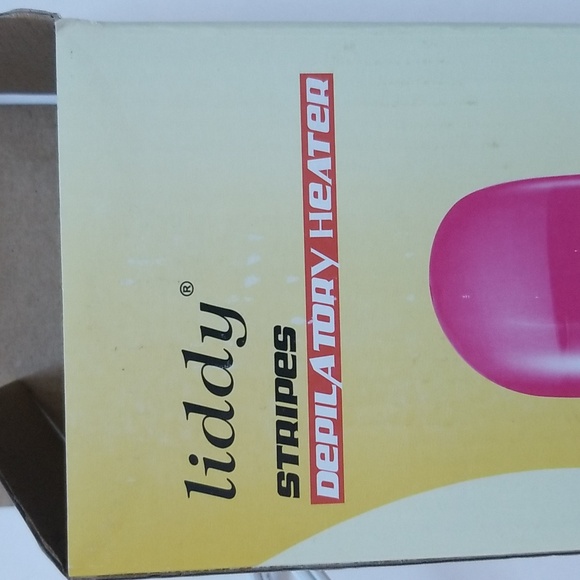 liddy®
STRIPES
DEPILATORY HEATER